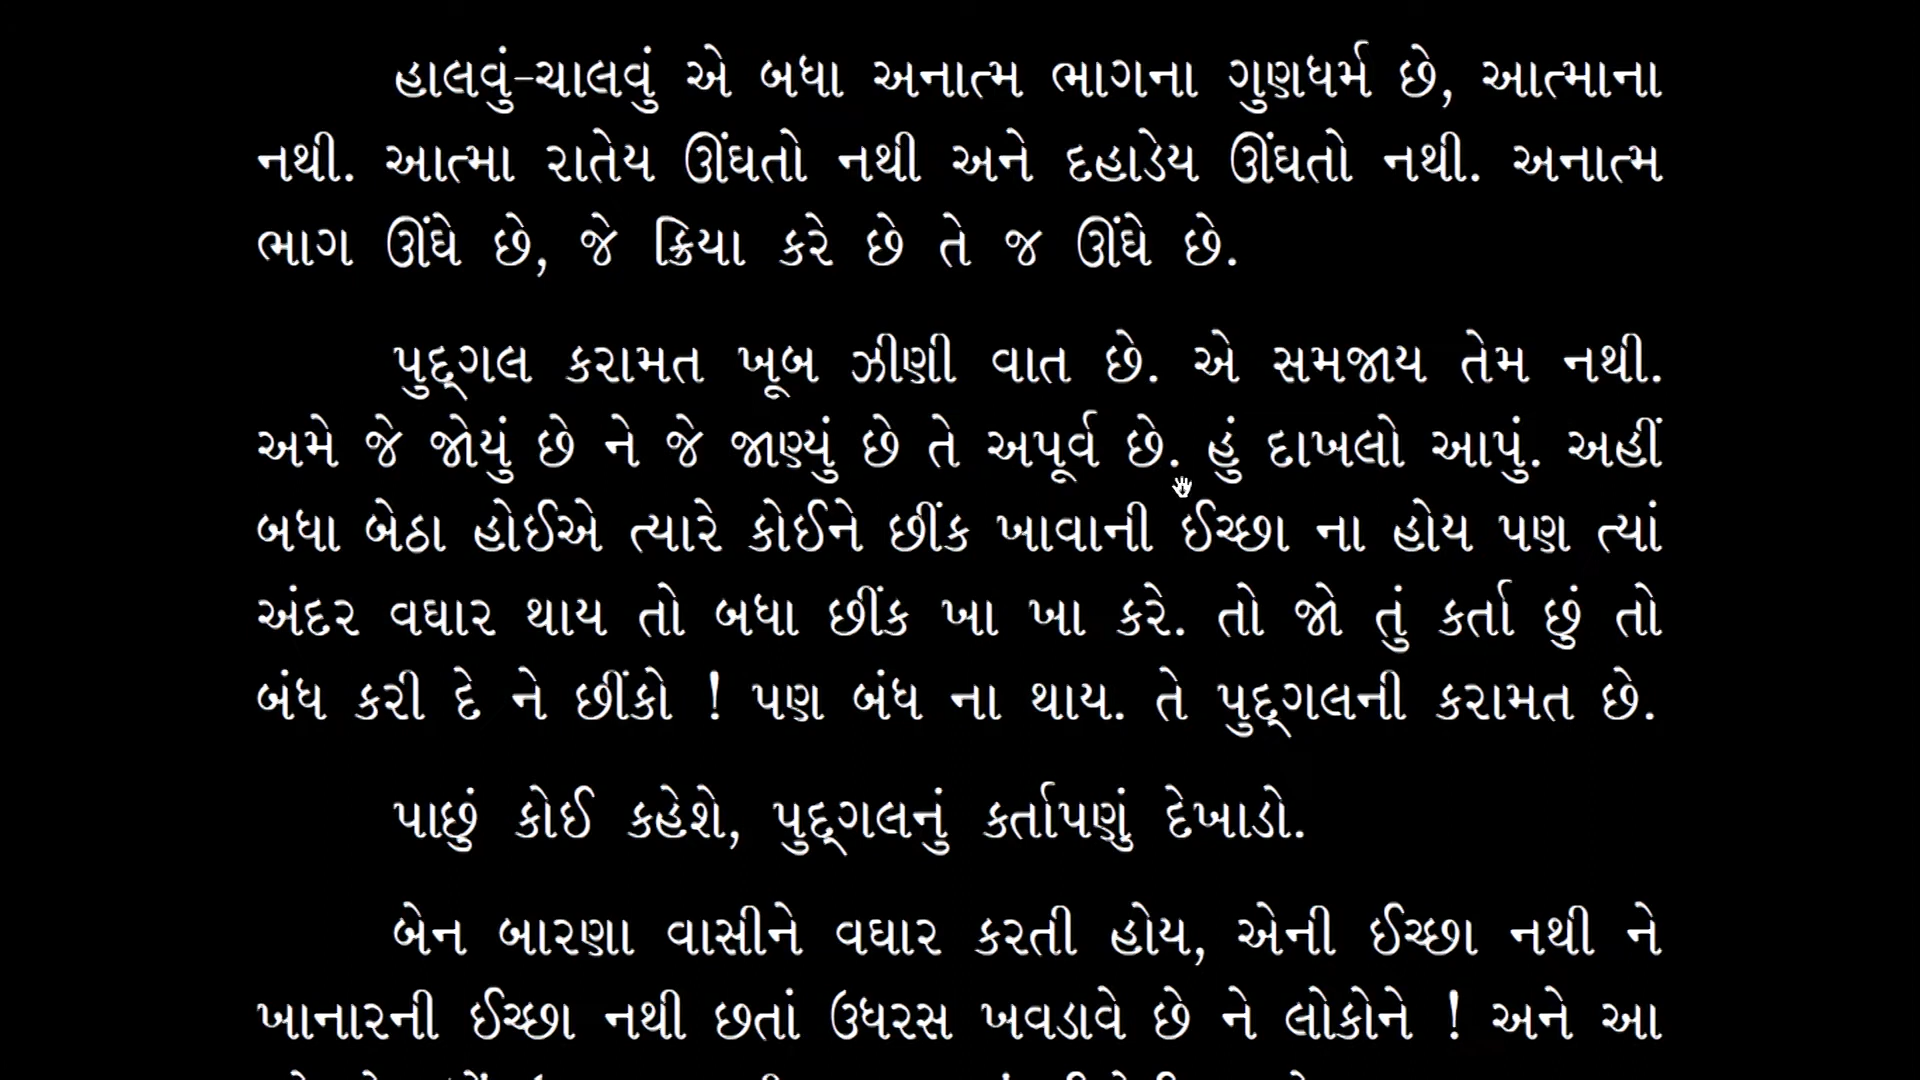 હાલવું-ચાલવું એ બધા અનાત્મ ભાગના ગુણધર્મ છે, આત્માના
નથી. આત્મા રાતેય ઊંઘતો નથી અને દહાડેય ઊંઘતો નથી. અનાત્મ
ભાગ ઊંઘે છે, જે ક્રિયા કરે છે તે જ ઊંઘે છે.
પુદ્ગલ કરામત ખૂબ ઝીણી વાત છે. એ સમજાય તેમ નથી.
અમે જે જોયું છે ને જે જાણ્યું છે તે અપૂર્વ છે. હું દાખલો આપું. અહીં
બધા બેઠા હોઈએ ત્યારે કોઈને છીંક ખાવાની ઈચ્છા ના હોય પણ ત્યાં
અંદર વઘાર થાય તો બધા છીંક ખા ખા કરે. તો જો તું કર્તા છું તો
બંધ કરી દે ને છીંકો ! પણ બંધ ના થાય. તે પુદ્ગલની કરામત છે.
પાછું કોઈ કહેશે, પુદ્ગલનું કર્તાપણું દેખાડો.
બેન બારણા વાસીને વઘાર કરતી હોય, એની ઈચ્છા નથી ને
ખાનારની ઈચ્છા નથી છતાં ઉધરસ ખવડાવે છે ને લોકોને ! અને આ